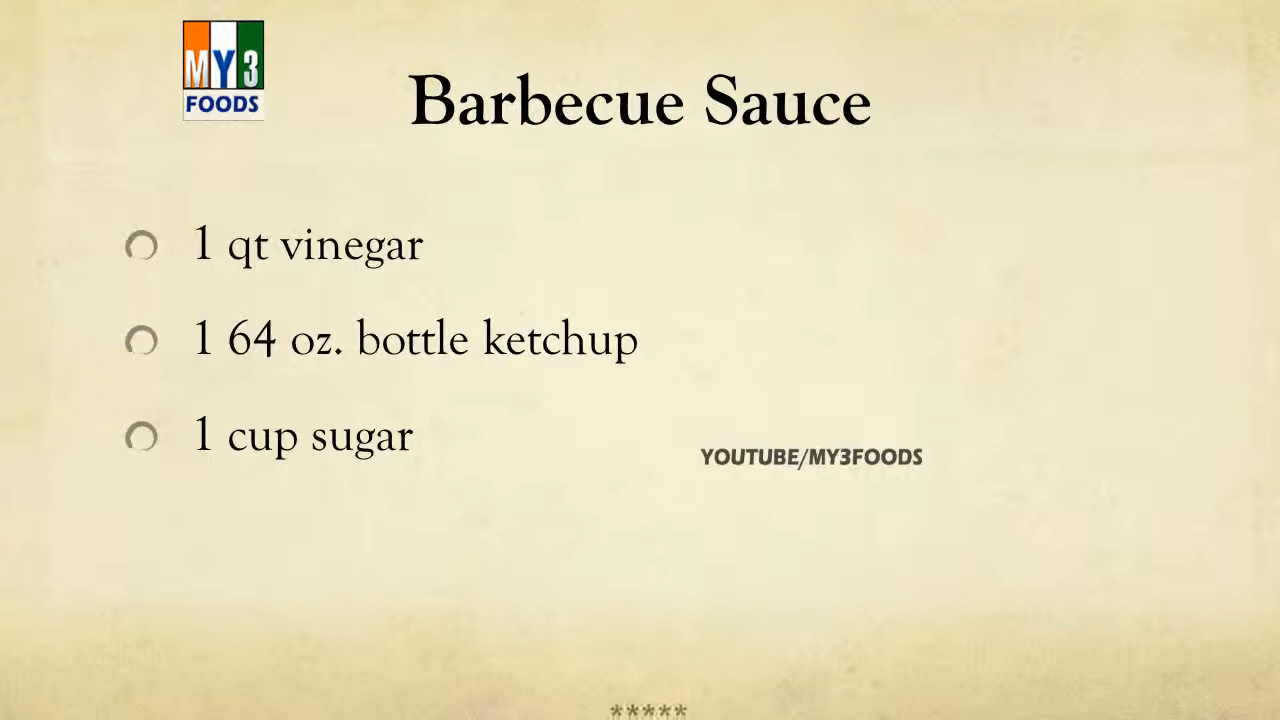 MY3
FOODS
Barbecue Sauce
1 qt vinegar
1 64 oz. bottle ketchup
1 cup sugar
YOUTUBE/MY3FOODS
*****